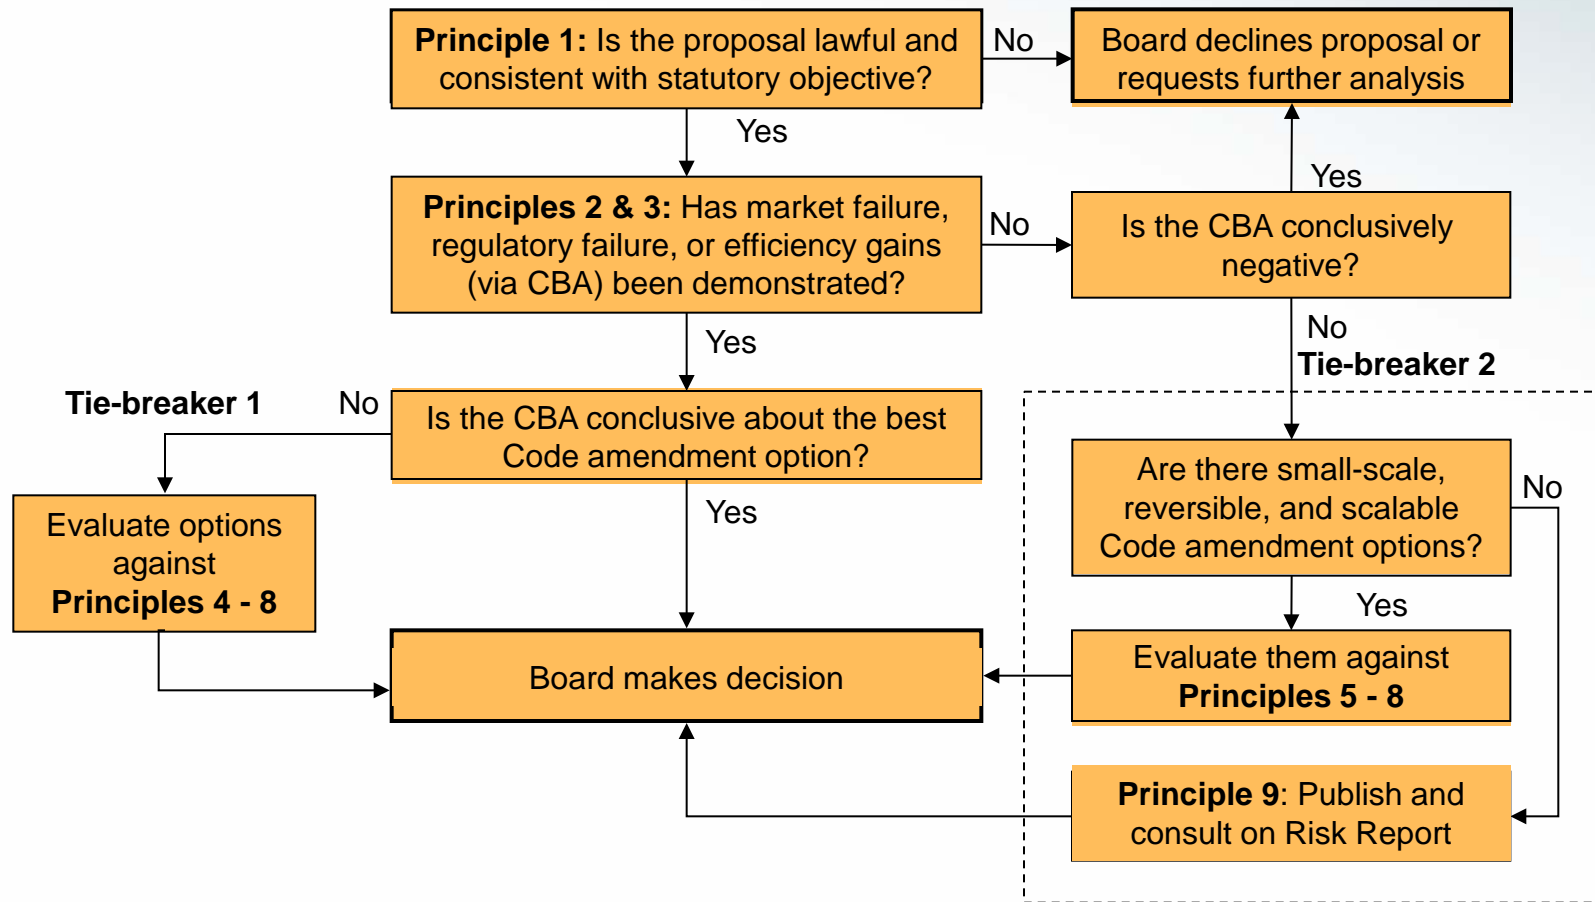 Principle 1: Is the proposal lawful and
consistent with statutory objective?
No
Board declines proposal or
requests further analysis
Yes
Yes
Principles 2 & 3: Has market failure,
regulatory failure, or efficiency gains
(via CBA) been demonstrated?
No
Is the CBA conclusively
negative?
Yes
No
Tie-breaker 2
Tie-breaker 1
No
Is the CBA conclusive about the best
Code amendment option?
Are there small-scale,
reversible, and scalable
Code amendment options?
No
Evaluate options
against
Principles 4 - 8
Yes
Yes
Board makes decision
Evaluate them against
Principles 5 - 8
Principle 9: Publish and
consult on Risk Report